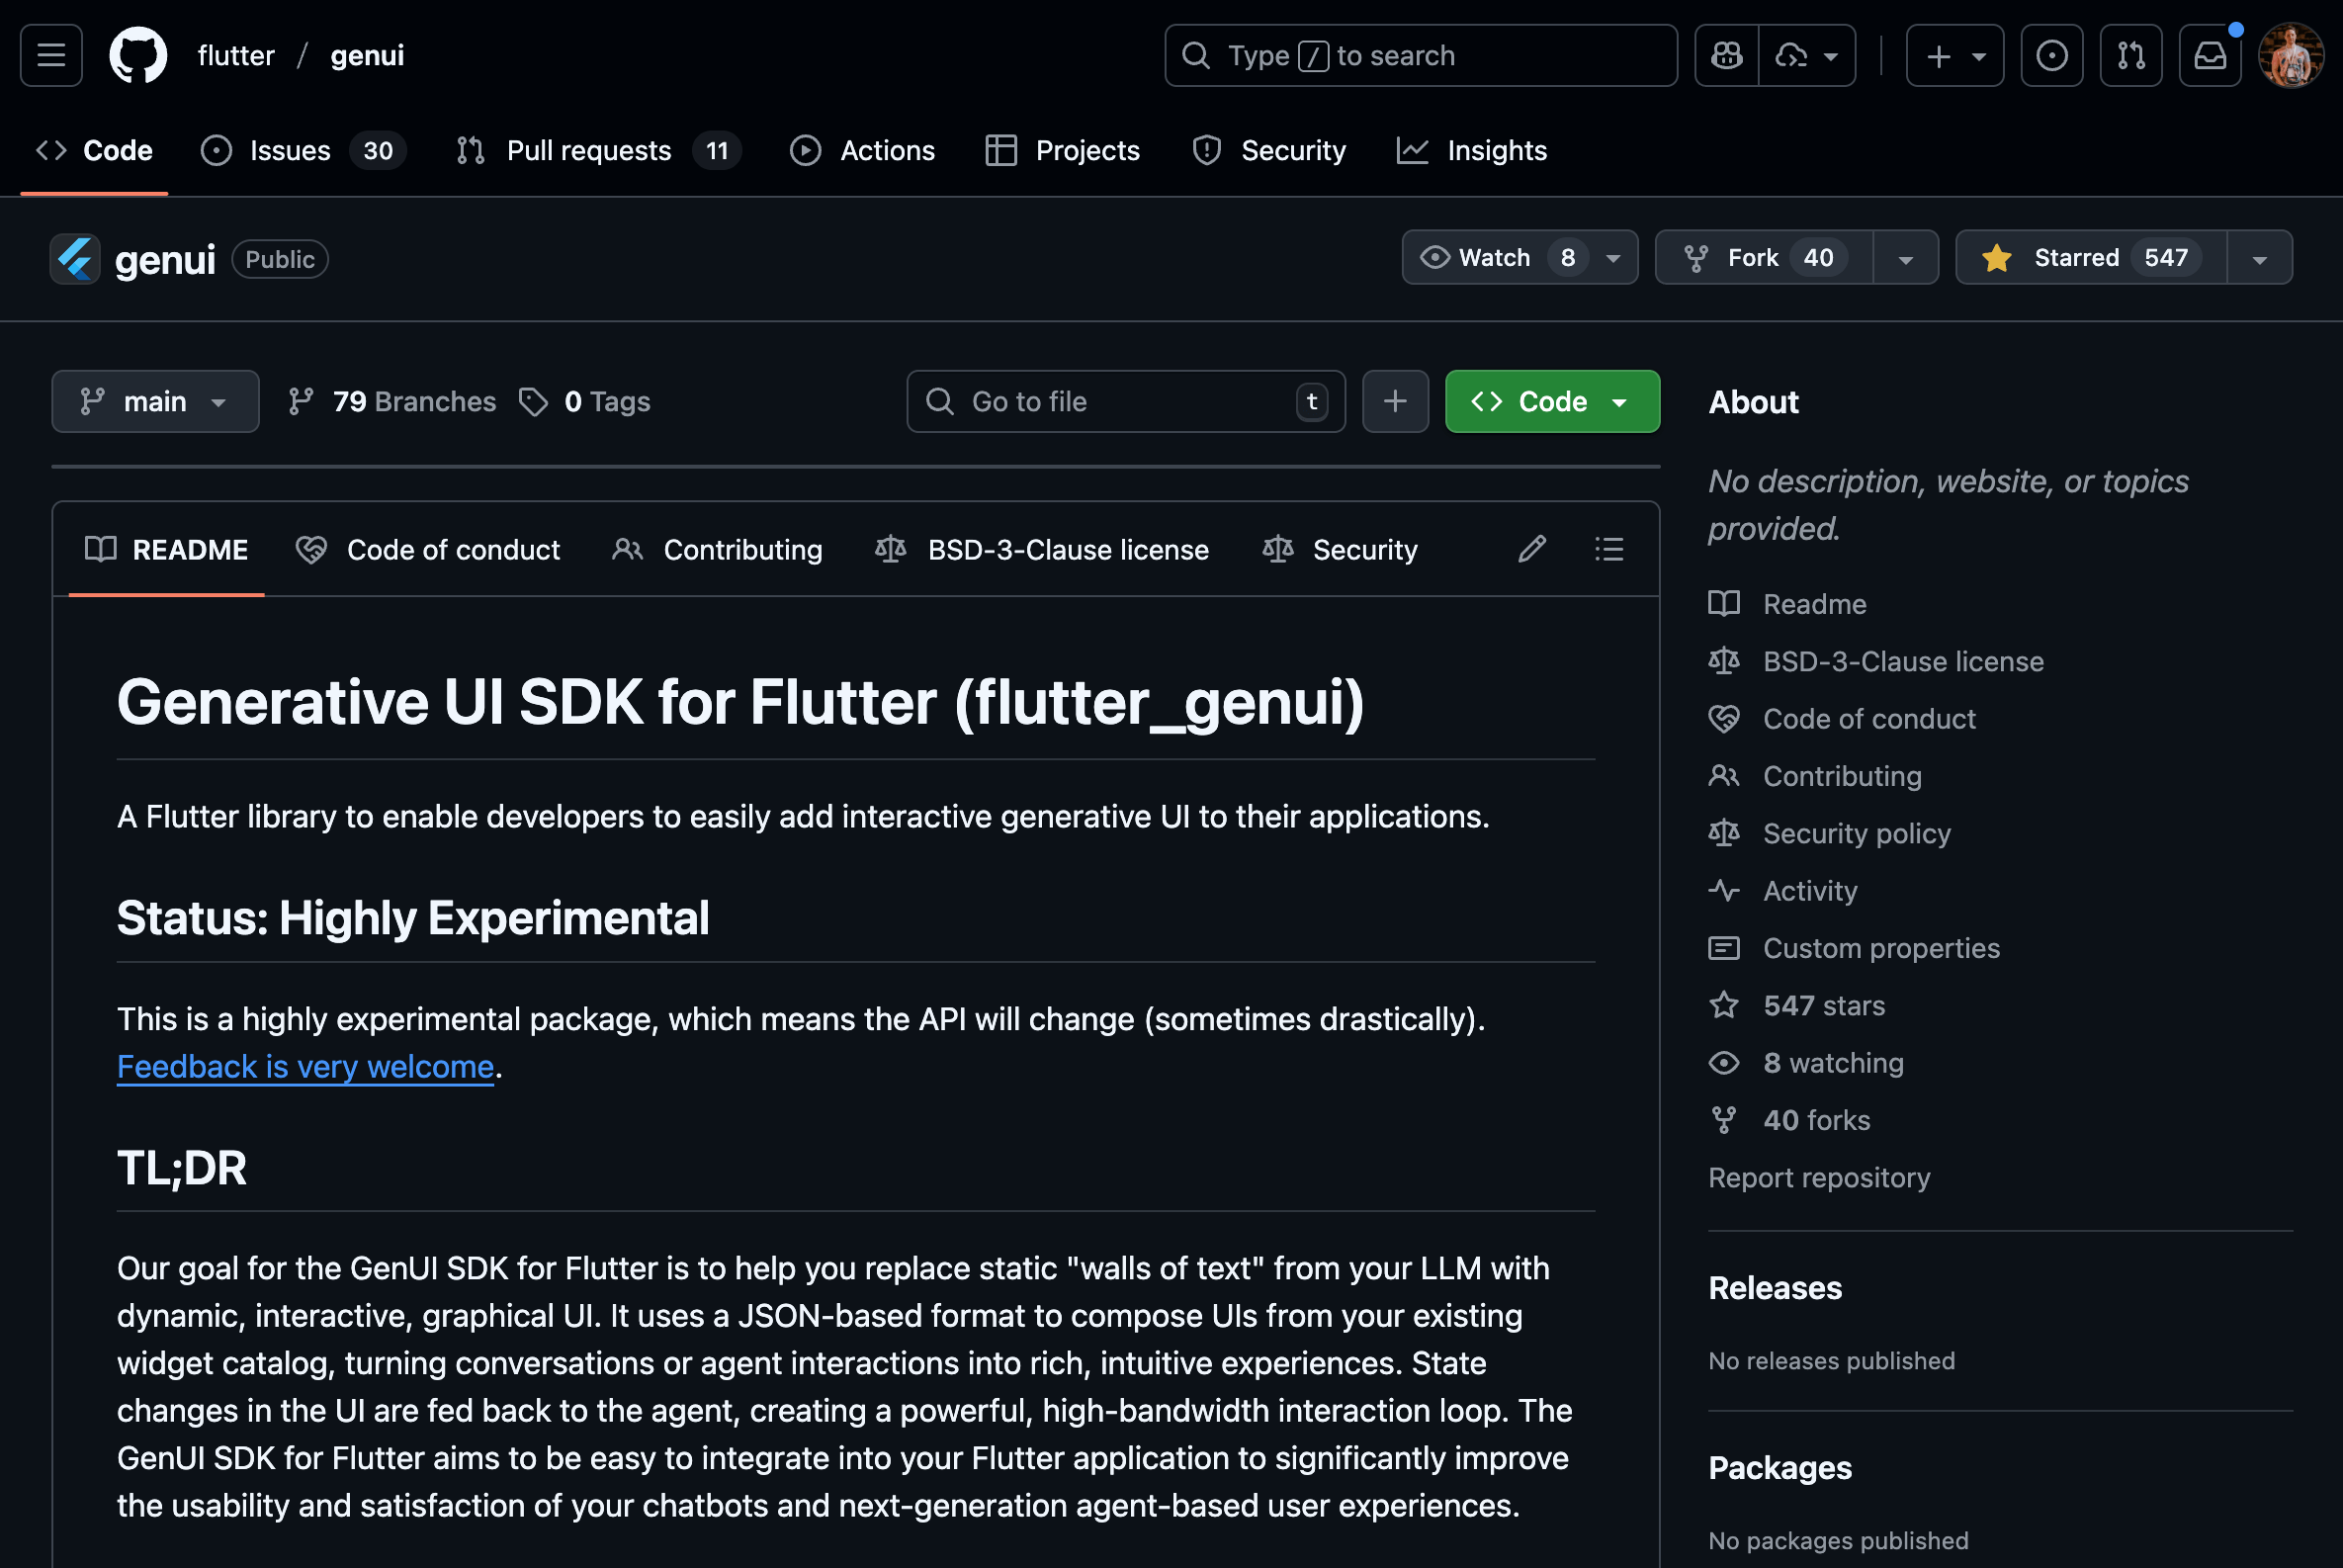 flutter / genui
Type / to search
Code
Issues 30
Pull requests 11
Actions
Projects
Security
Insights
genui Public
Watch 8
Fork 40
Starred 547
main
79 Branches
0 Tags
Go to file t
Code
README
Code of conduct
Contributing
BSD-3-Clause license
Security
Generative UI SDK for Flutter (flutter_genui)
A Flutter library to enable developers to easily add interactive generative UI to their applications.
Status: Highly Experimental
This is a highly experimental package, which means the API will change (sometimes drastically).
Feedback is very welcome.
TL;DR
Our goal for the GenUI SDK for Flutter is to help you replace static "walls of text" from your LLM with
dynamic, interactive, graphical UI. It uses a JSON-based format to compose UIs from your existing
widget catalog, turning conversations or agent interactions into rich, intuitive experiences. State
changes in the UI are fed back to the agent, creating a powerful, high-bandwidth interaction loop. The
GenUI SDK for Flutter aims to be easy to integrate into your Flutter application to significantly improve
the usability and satisfaction of your chatbots and next-generation agent-based user experiences.
About
No description, website, or topics
provided.
Readme
BSD-3-Clause license
Code of conduct
Contributing
Security policy
Activity
Custom properties
547 stars
8 watching
40 forks
Report repository
Releases
No releases published
Packages
No packages published